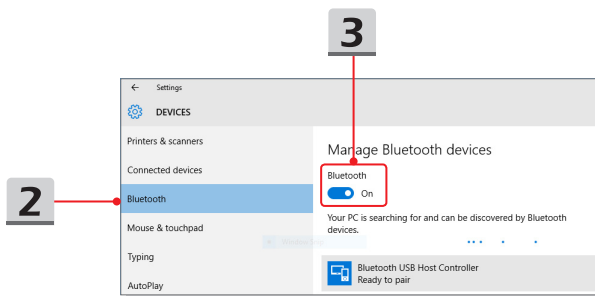 3
Settings
DEVICES
Printers & scanners
Connected devices
Bluetooth
Mouse & touchpad
Typing
AutoPlay
2
Manage Bluetooth devices
Bluetooth
On
Your PC is searching for and can be discovered by Bluetooth
devices.
Bluetooth USB Host Controller
Ready to pair